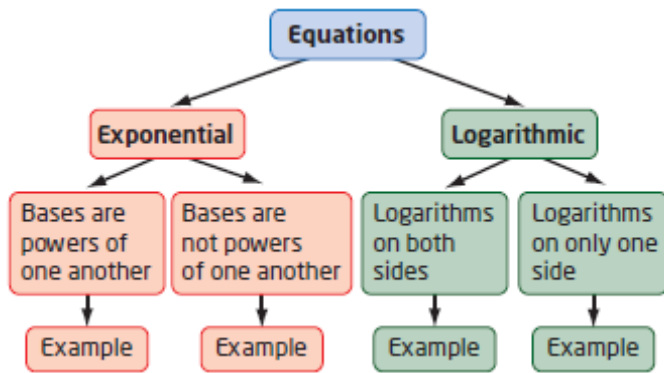 Equations
Exponential
Logarithmic
Bases are
powers of
one another
Bases are
not powers
of one another
Logarithms
on both
sides
Logarithms
on only one
side
Example
Example
Example
Example